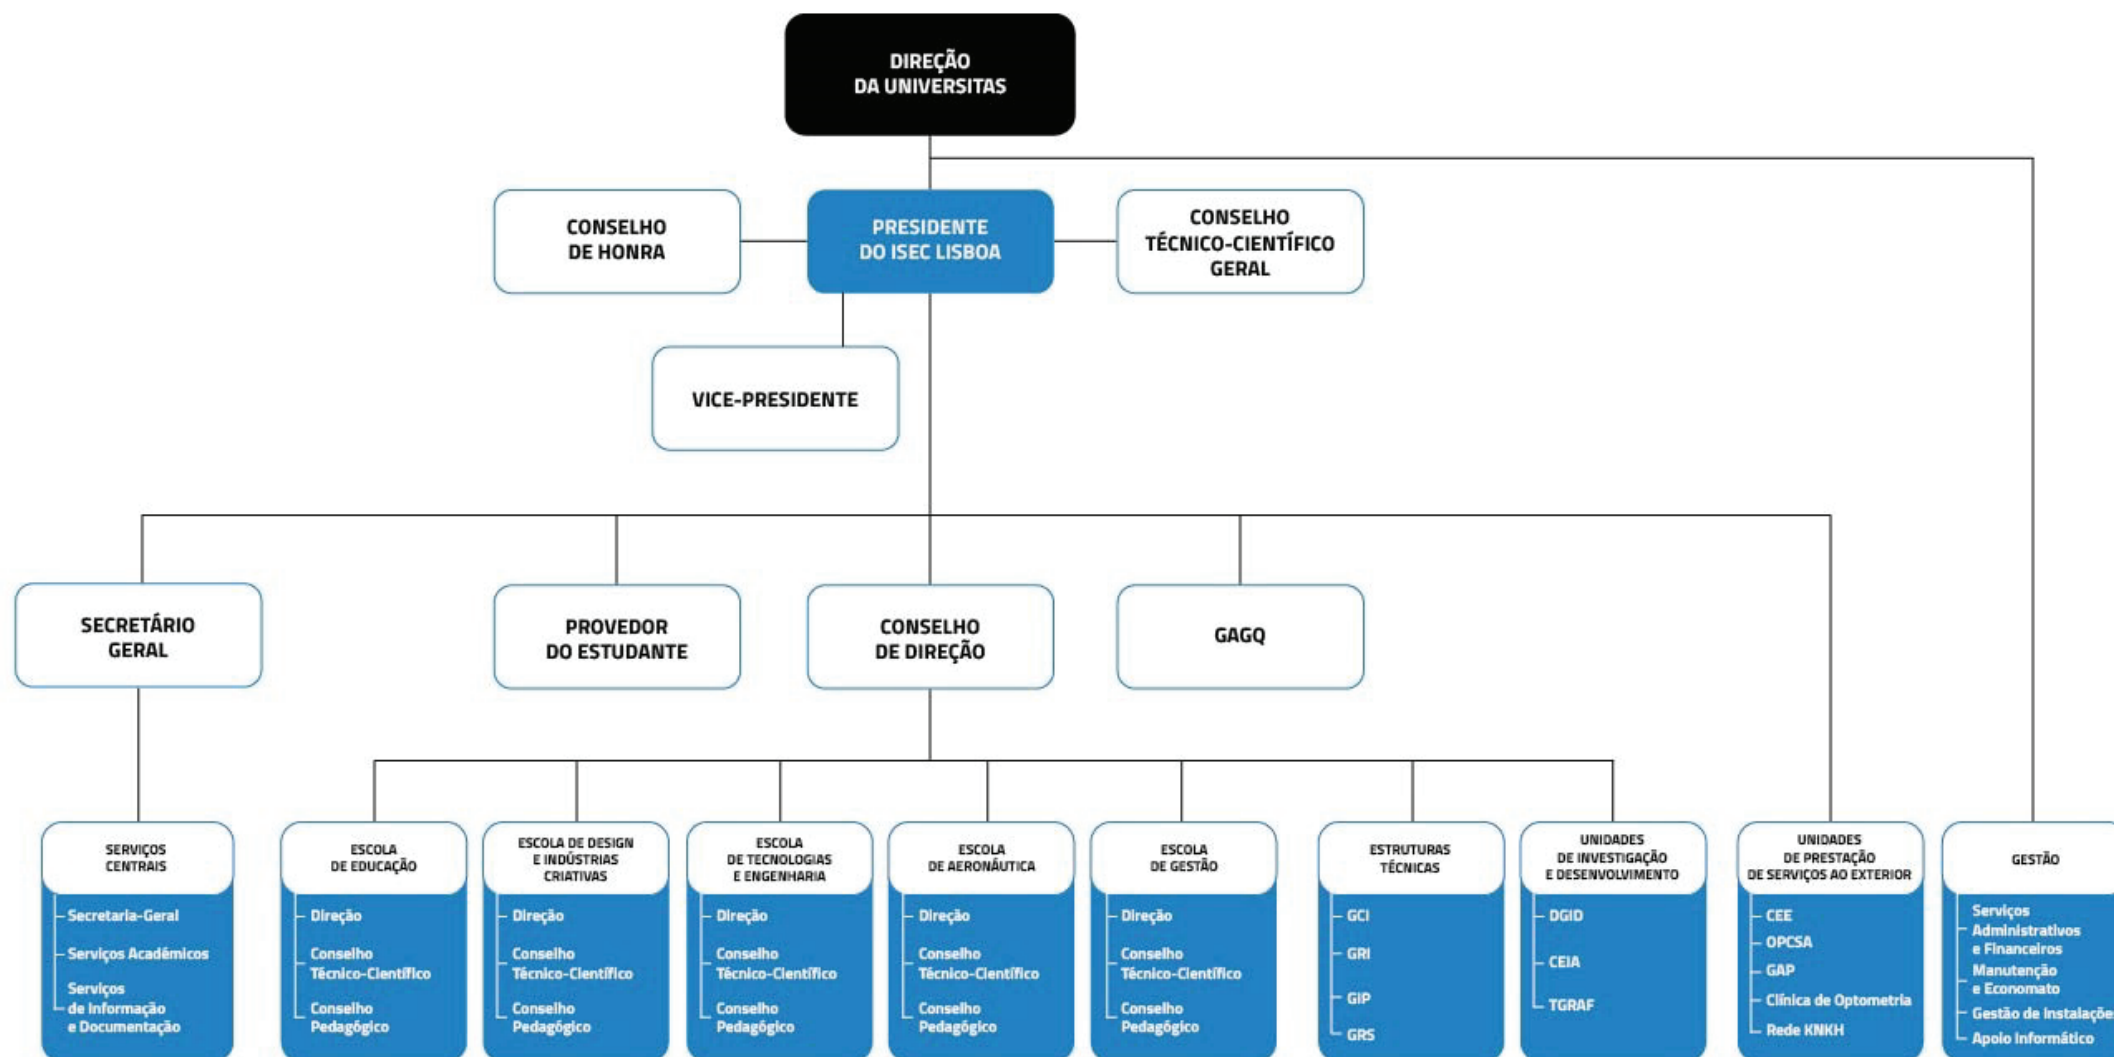 DIREÇÃO
DA UNIVERSITAS
CONSELHO
DE HONRA
PRESIDENTE
DO ISEC LISBOA
CONSELHO
TÉCNICO-CIENTÍFICO
GERAL
VICE-PRESIDENTE
SECRETÁRIO
GERAL
PROVEDOR
DO ESTUDANTE
CONSELHO
DE DIREÇÃO
GAGQ
SERVIÇOS
CENTRAIS
Secretaria-Geral
Serviços Académicos
Serviços
de Informação
e Documentação
ESCOLA
DE EDUCAÇÃO
Direção
Conselho
Técnico-Científico
Conselho
Pedagógico
ESCOLA DE DESIGN
E INDÚSTRIAS
CRIATIVAS
Direção
Conselho
Técnico-Científico
Conselho
Pedagógico
ESCOLA
DE TECNOLOGIAS
E ENGENHARIA
Direção
Conselho
Técnico-Científico
Conselho
Pedagógico
ESCOLA
DE AERONÁUTICA
Direção
Conselho
Técnico-Científico
Conselho
Pedagógico
ESCOLA
DE GESTÃO
Direção
Conselho
Técnico-Científico
Conselho
Pedagógico
ESTRUTURAS
TÉCNICAS
GCI
GRI
GIP
GRS
UNIDADES
DE INVESTIGAÇÃO
E DESENVOLVIMENTO
DGID
CEIA
TGRAF
UNIDADES
DE PRESTAÇÃO
DE SERVIÇOS AO EXTERIOR
CEE
OPCSA
GAP
Clínica de Optometria
Rede KNKH
GESTÃO
Serviços
Administrativos
e Financeiros
Manutenção
e Economato
Gestão de Instalaçõe
Apoio Informático